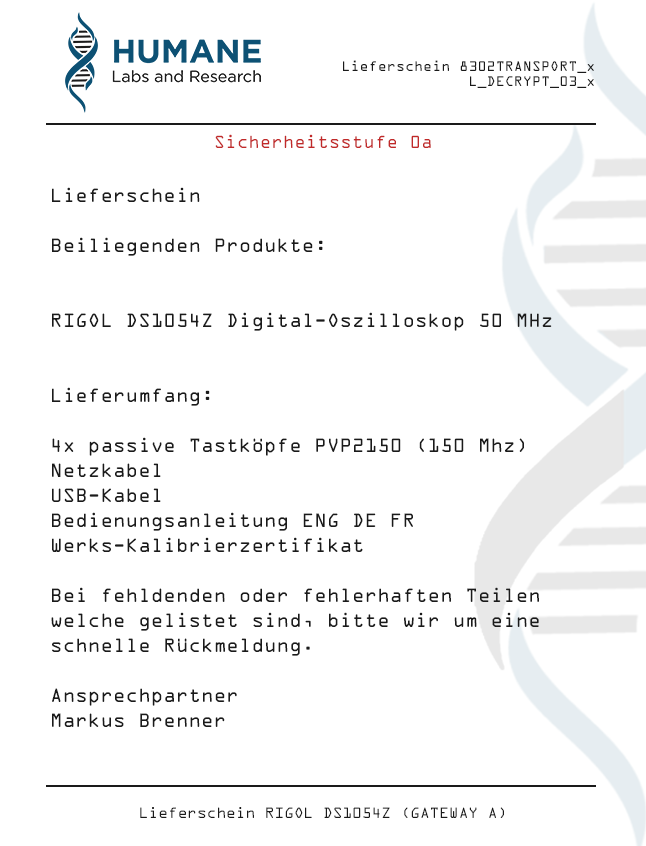 HUMANE
Labs and Research
Lieferschein 8302TRANSPORT_x
L_DECRYPT_03_x
Sicherheitsstufe 0a
Lieferschein
Beiliegenden Produkte:
RIGOL DS1054Z Digital-Oszilloskop 50 MHz
Lieferumfang:
4x passive Tastköpfe PVP2150 (150 Mhz)
Netzkabel
USB-Kabel
Bedienungsanleitung ENG DE FR
Werks-Kalibrierzertifikat
Bei fehldenden oder fehlerhaften Teilen
welche gelistet sind, bitte wir um eine
schnelle Rückmeldung.
Ansprechpartner
Markus Brenner
Lieferschein RIGOL DS1054Z (GATEWAY A)